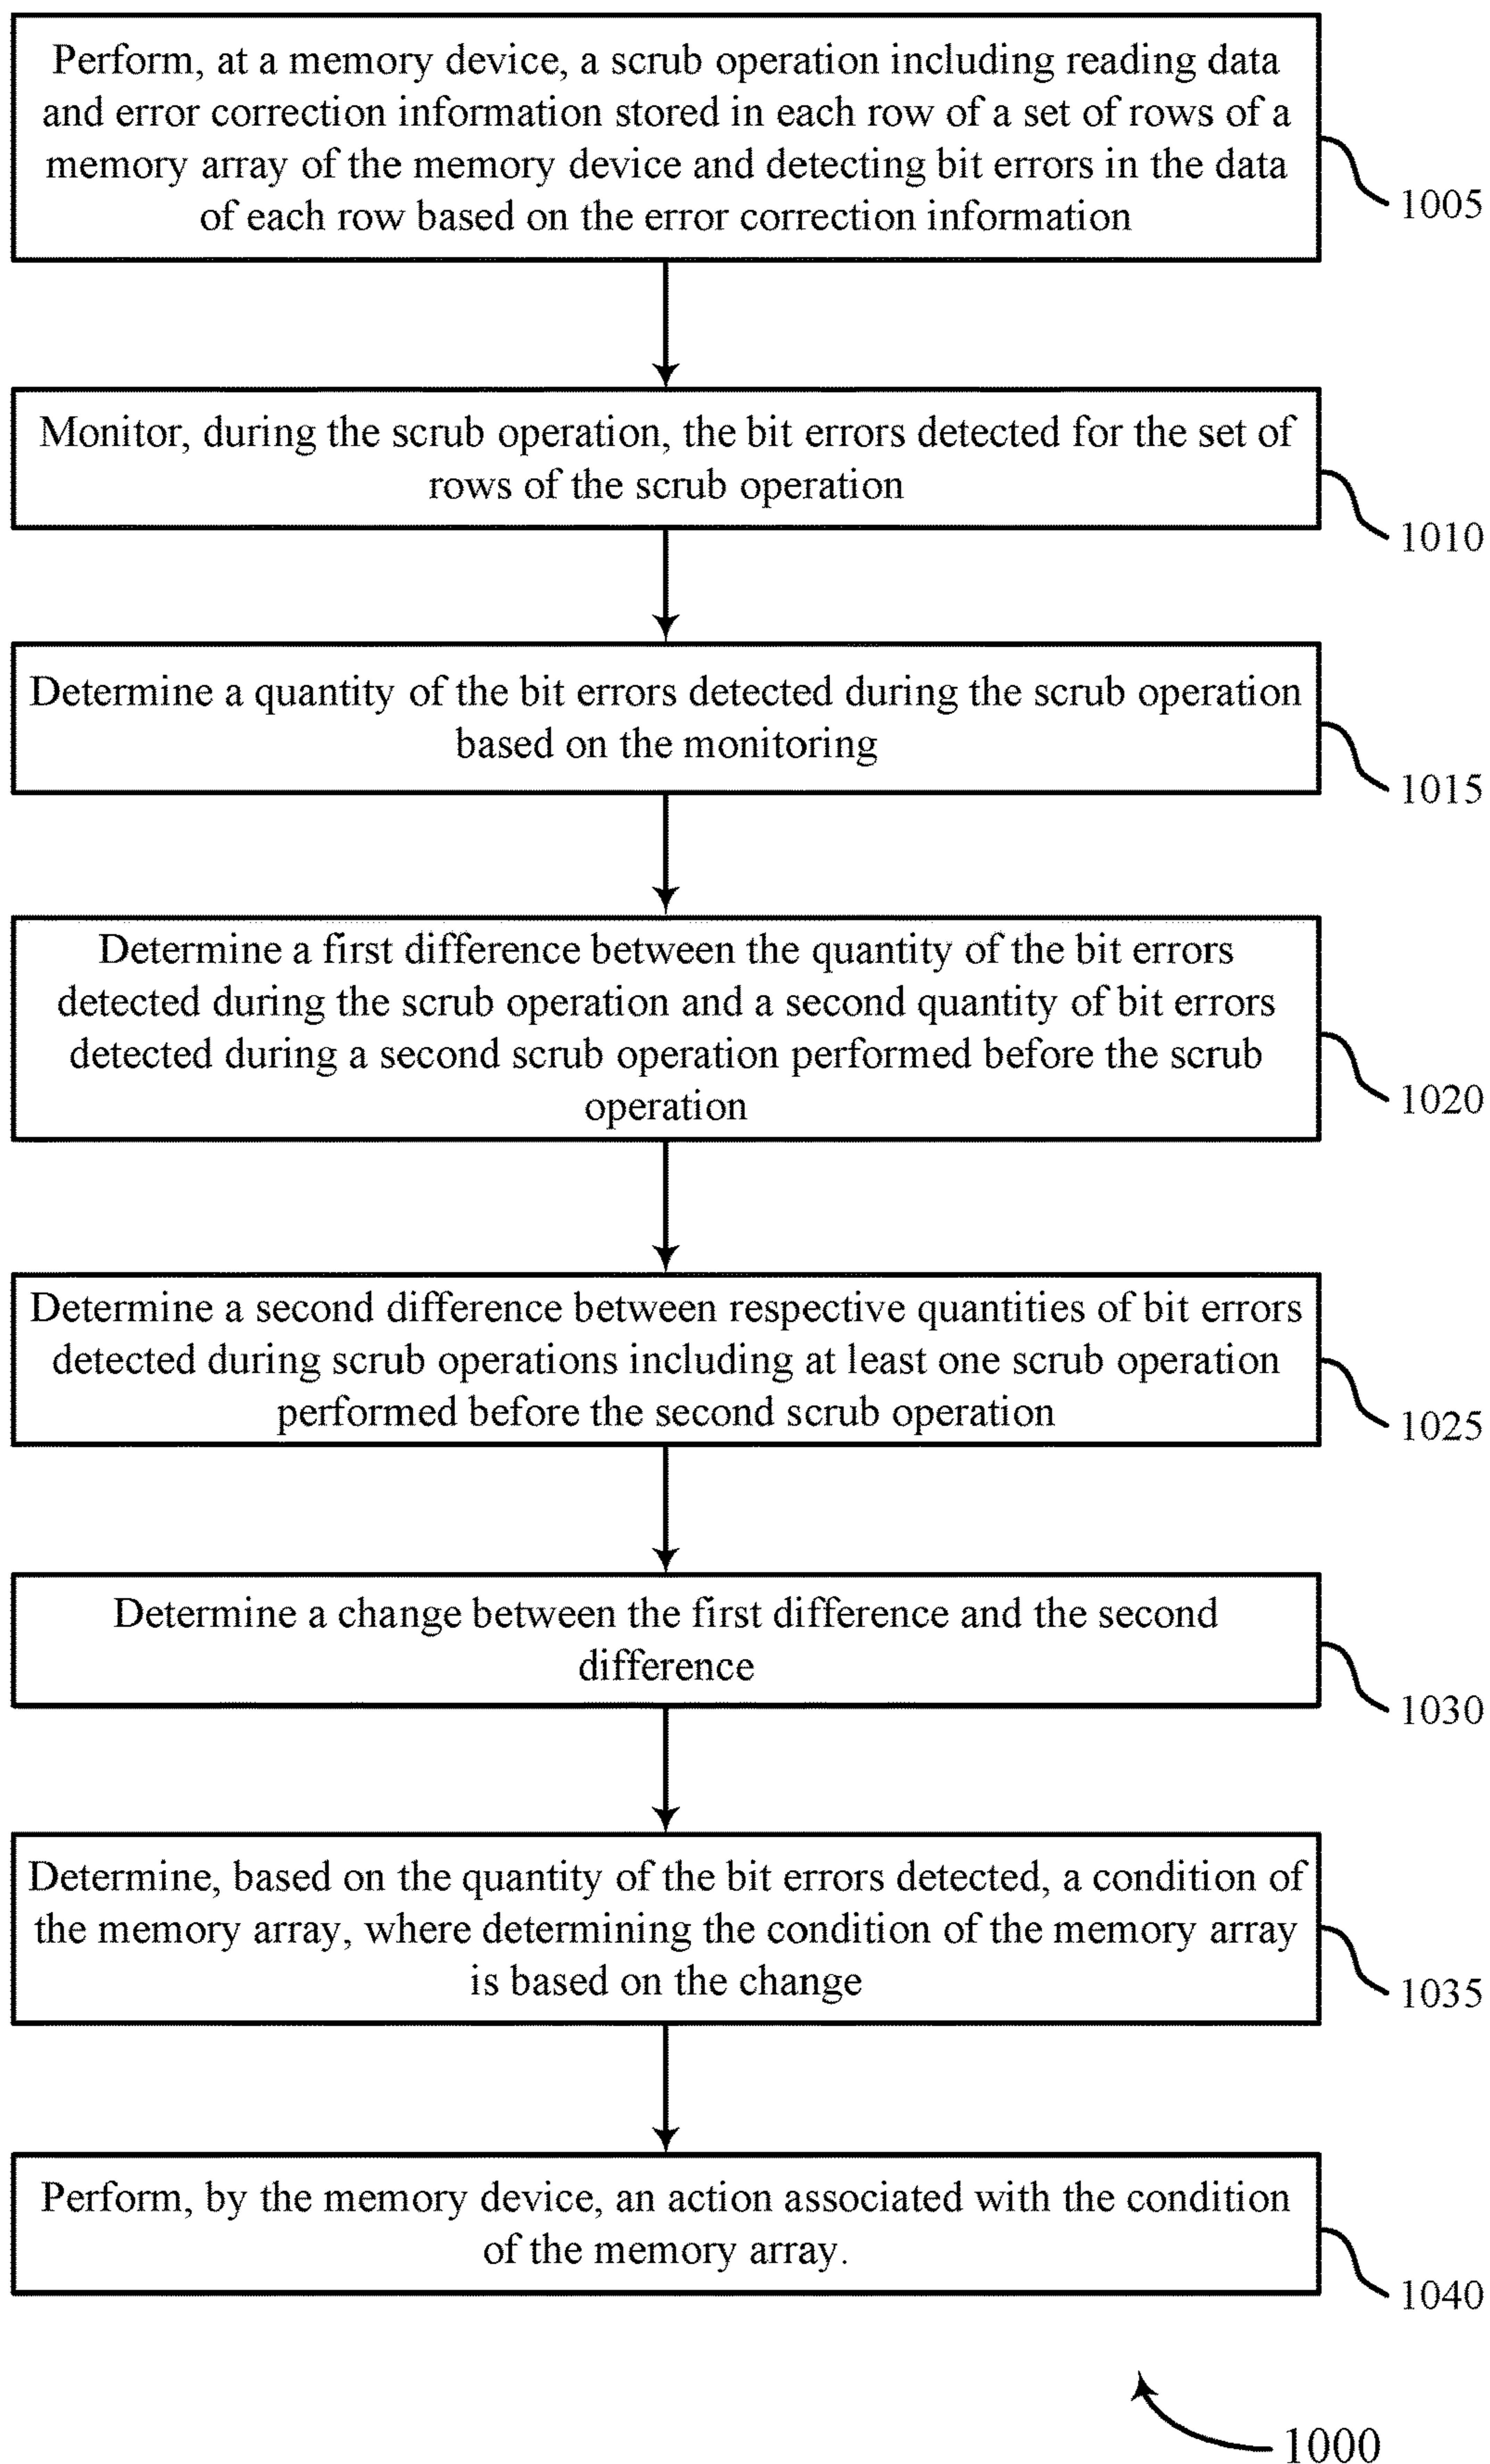 Perform, at a memory device, a scrub operation including reading data
and error correction information stored in each row of a set of rows of a
memory array of the memory device and detecting bit errors in the data
of each row based on the error correction information
1005
Monitor, during the scrub operation, the bit errors detected for the set of
rows of the scrub operation
1010
Determine a quantity of the bit errors detected during the scrub operation
based on the monitoring
1015
Determine a first difference between the quantity of the bit errors
detected during the scrub operation and a second quantity of bit errors
detected during a second scrub operation performed before the scrub
operation
1020
Determine a second difference between respective quantities of bit errors
detected during scrub operations including at least one scrub operation
performed before the second scrub operation
1025
Determine a change between the first difference and the second
difference
1030
Determine, based on the quantity of the bit errors detected, a condition of
the memory array, where determining the condition of the memory array
is based on the change
1035
Perform, by the memory device, an action associated with the condition
of the memory array.
1040
1000